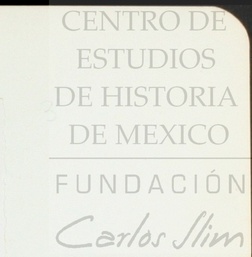 CENTRO DE
ESTUDIOS
DE HISTORIA
DE MEXICO
FUNDACIÓN
Carlos Slim